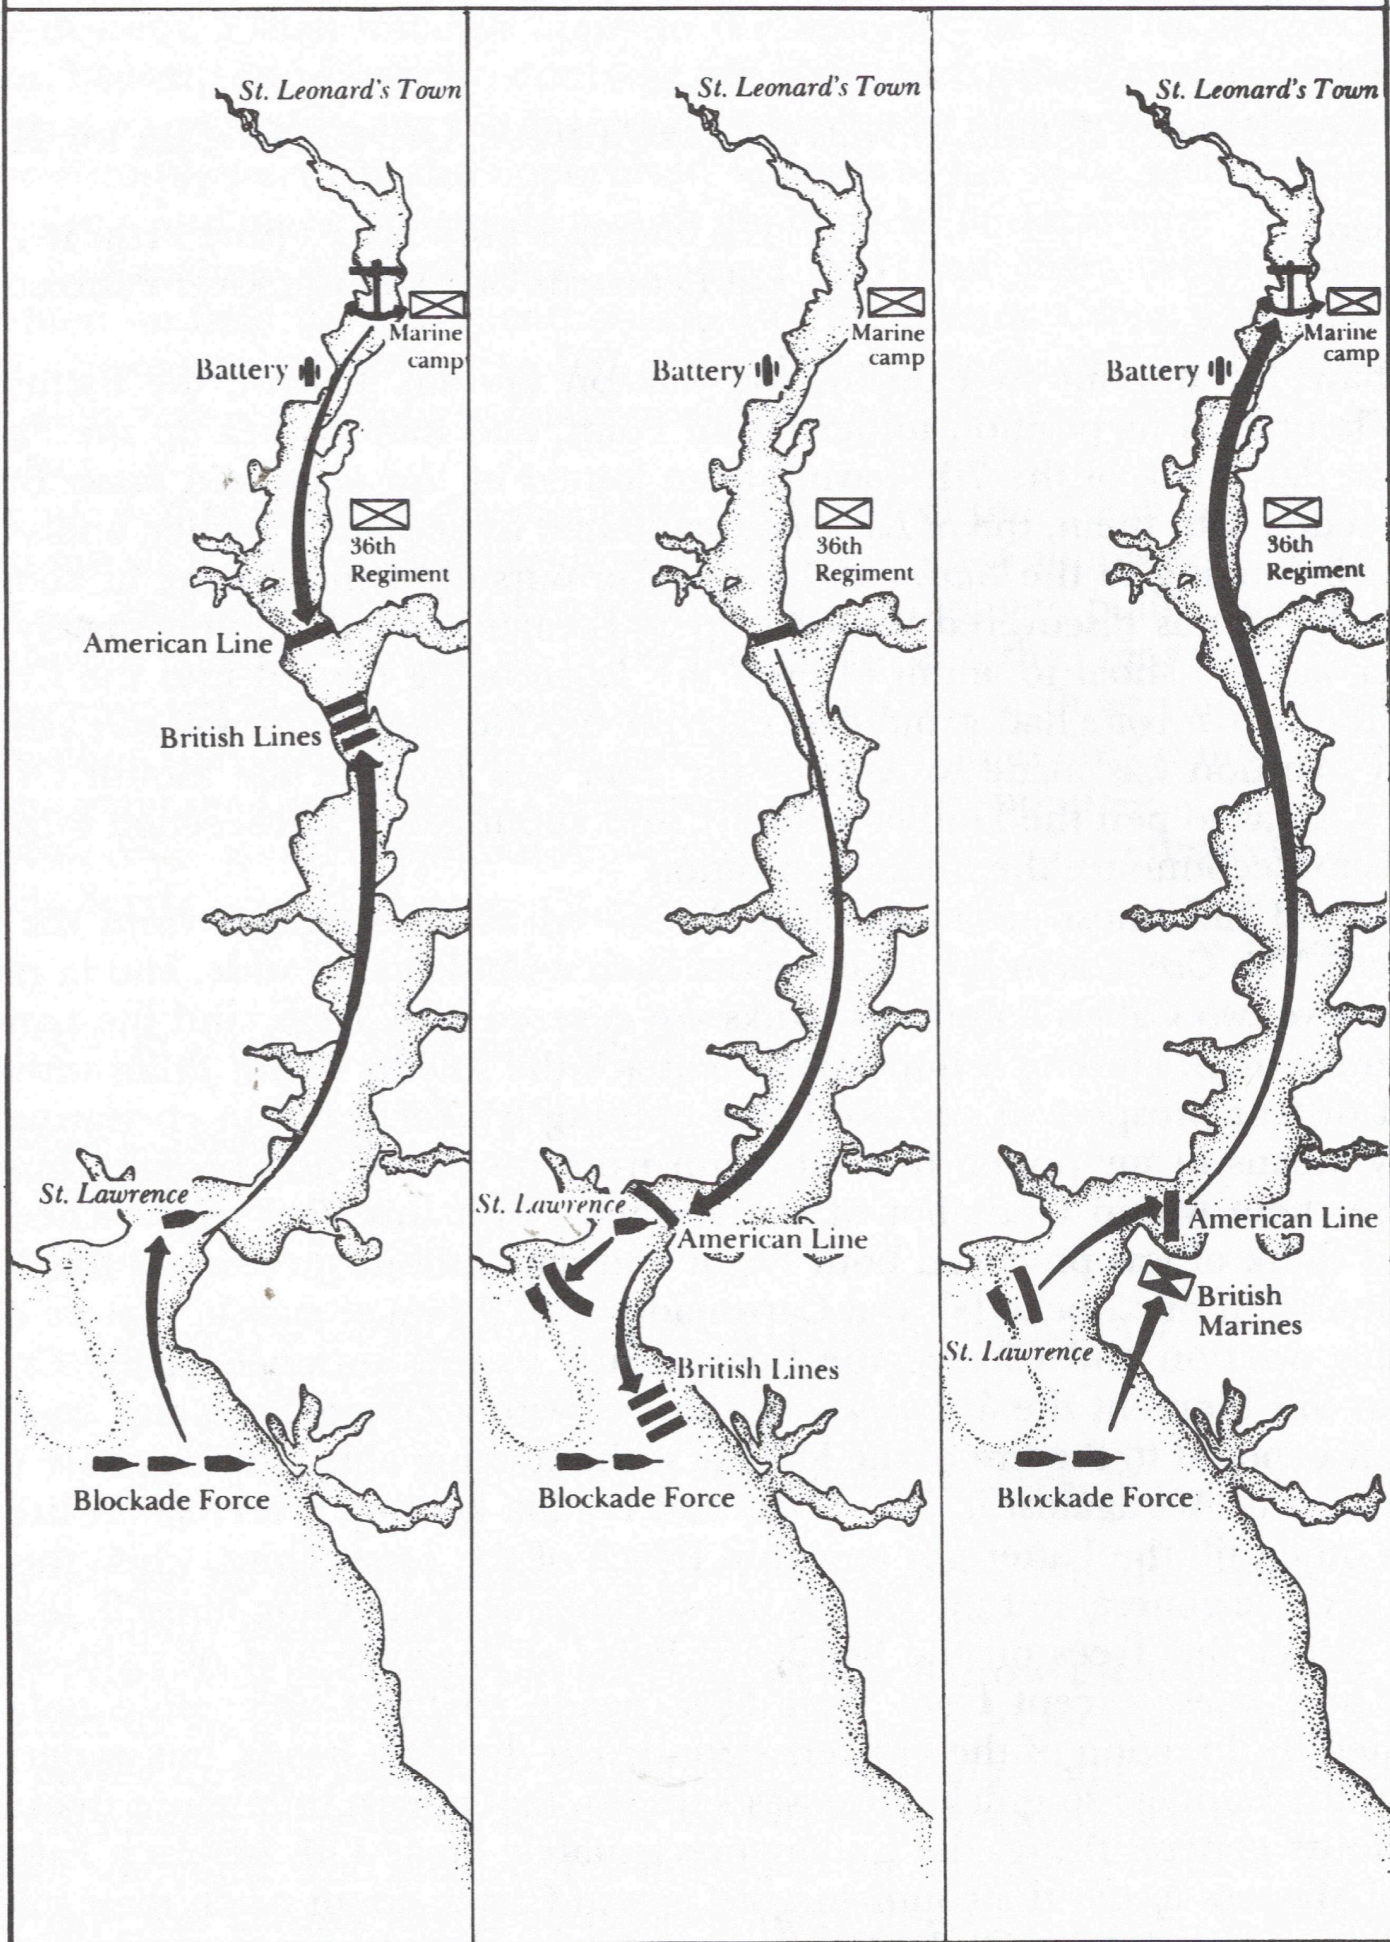 St. Leonard's Town
Marine
camp
Battery
36th
Regiment
American Line
British Lines
St. Lawrence
Blockade Force
St. Leonard's Town
Marine
camp
Battery
36th
Regiment
St. Lawrence
American Line
British Lines
Blockade Force
St. Leonard's Town
Marine
camp
Battery
36th
Regiment
American Line
British
Marines
St. Lawrence
Blockade Force